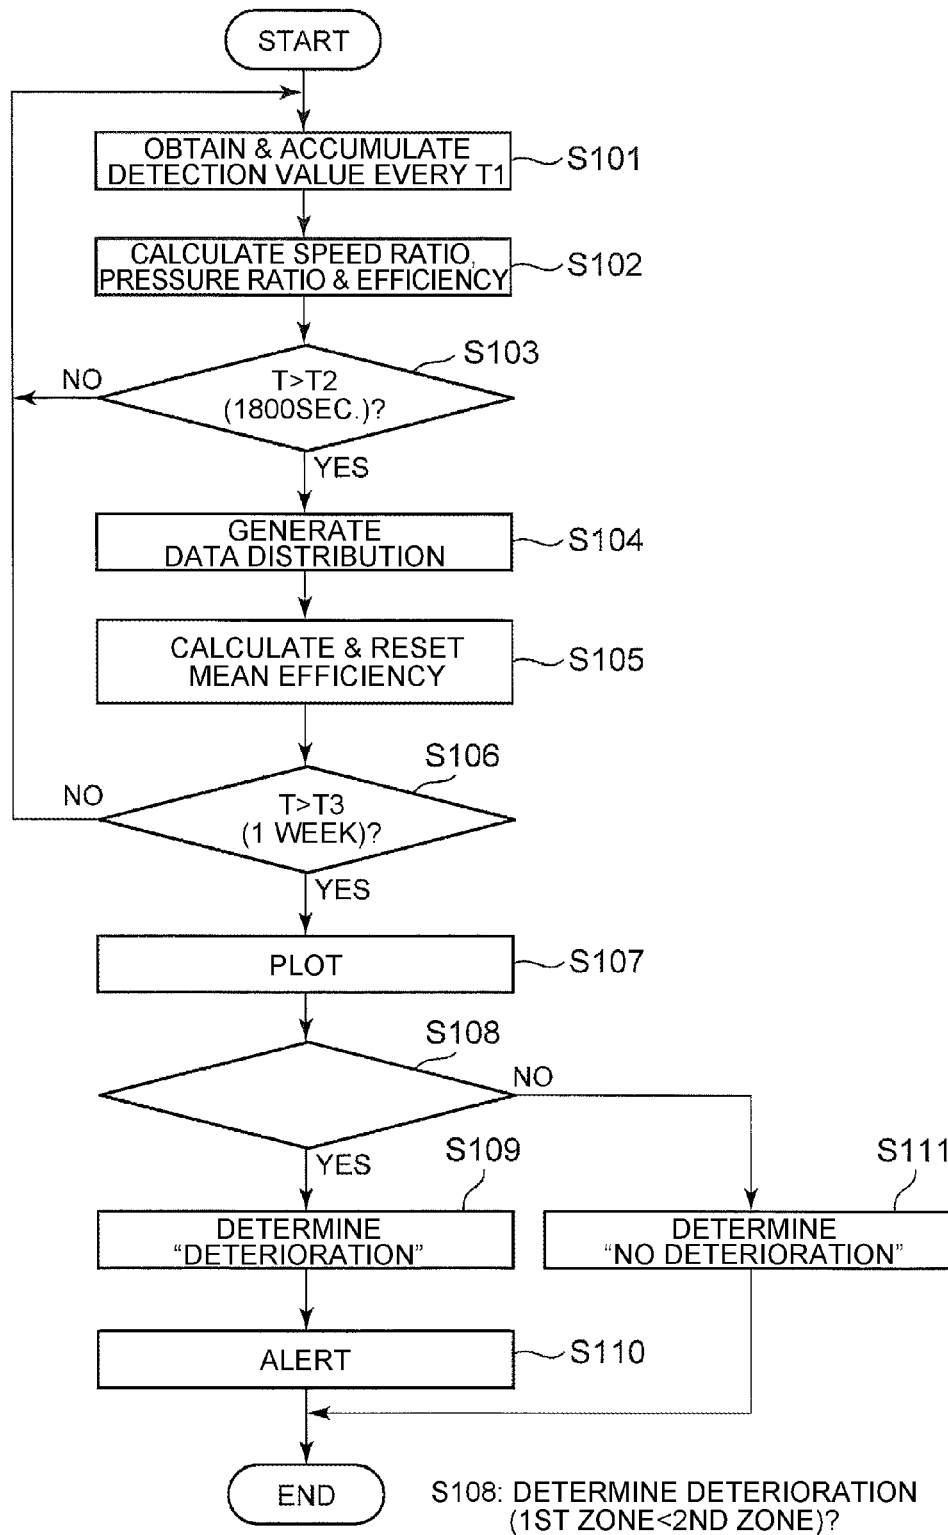 START
OBTAIN & ACCUMULATE
DETECTION VALUE EVERY T1
S101
CALCULATE SPEED RATIO,
PRESSURE RATIO & EFFICIENCY
S102
S103
T>T2
(1800SEC.)?
NO
YES
GENERATE
DATA DISTRIBUTION
S104
CALCULATE & RESET
MEAN EFFICIENCY
S105
S106
T>T3
(1 WEEK)?
NO
YES
PLOT
S107
S108
NO
YES
S109
DETERMINE
“DETERIORATION”
S111
DETERMINE
“NO DETERIORATION”
ALERT
S110
END
S108: DETERMINE DETERIORATION
(1ST ZONE<2ND ZONE)?